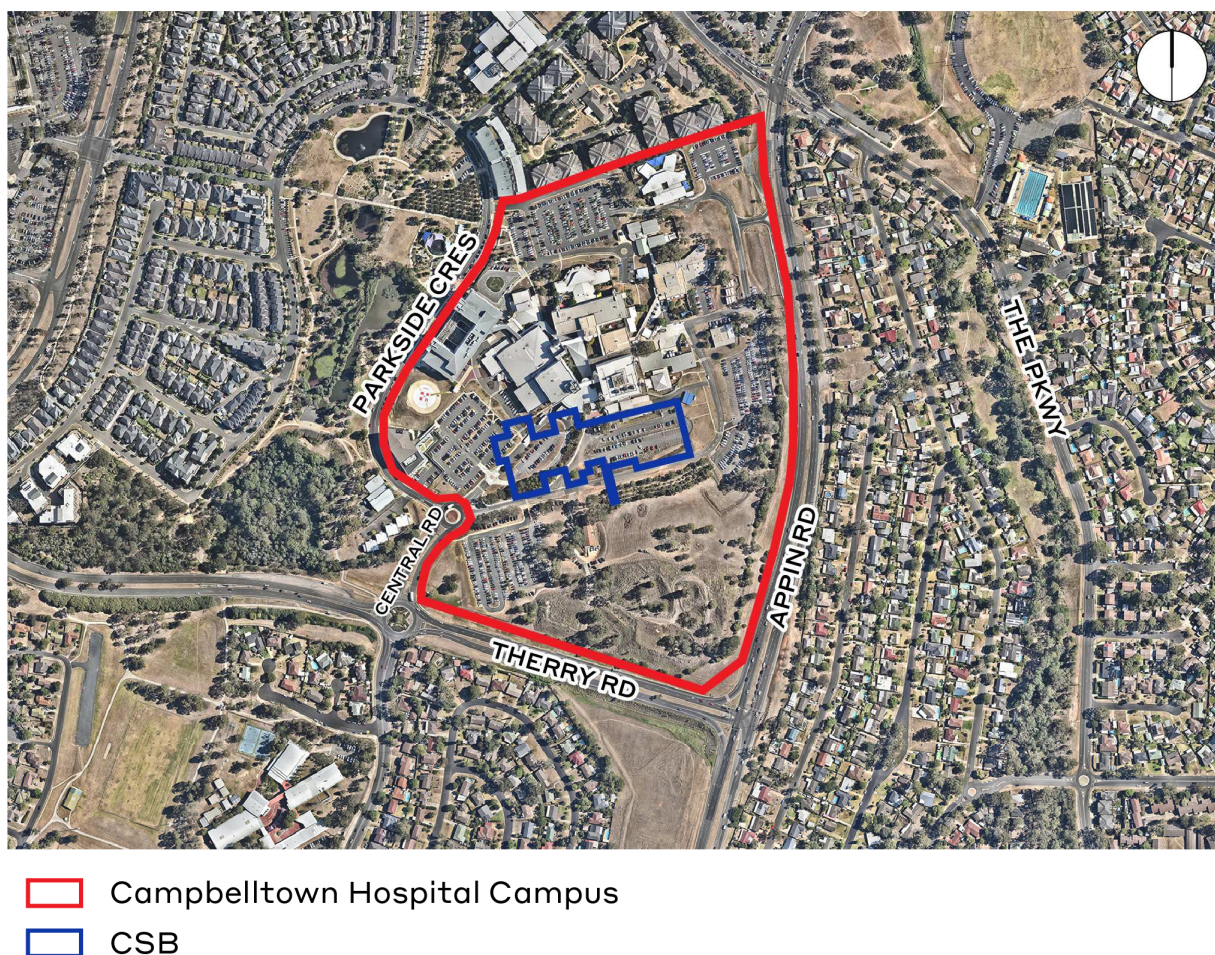 PARKSIDE CRES
THE PKWY
CENTRAL RD
APPIN RD
THERRY RD
Campbelltown Hospital Campus
CSB